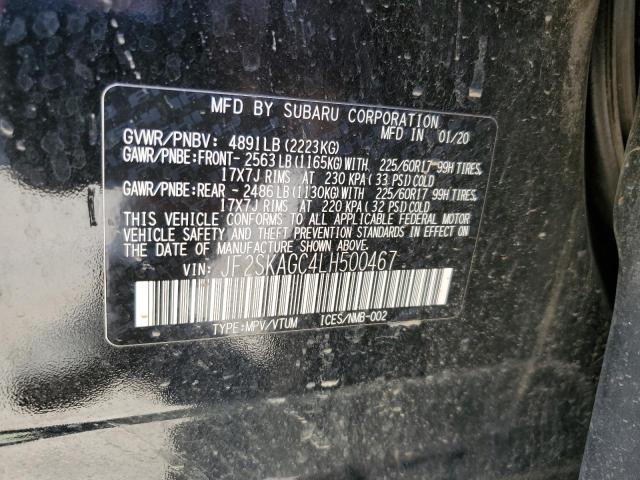 MFD BY SUBARU CORPORATION
MFD IN 01/20
GVWR/PNBV: 4891LB (2223KG)
GAWR/PNBE:FRONT- 2563LB (1165KG) WITH 225/60R17 99H TIRES,
17X7J RIMS AT 230 KPA (33 PSI) COLD
GAWR/PNBE:REAR - 2486LB (1130KG) WITH 225/60R17 99H TIRES,
17X7J RIMS AT 220 KPA (32 PSI) COLD
THIS VEHICLE CONFORMS TO ALL APPLICABLE FEDERAL MOTOR
VEHICLE SAFETY AND THEFT PREVENTION STANDARDS IN EFFECT ON
THE DATE OF MANUFACTURE SHOWN ABOVE.
VIN: JF2SKAGC4LH500467
TYPE:MPV/VTUM ICES/NMB-002